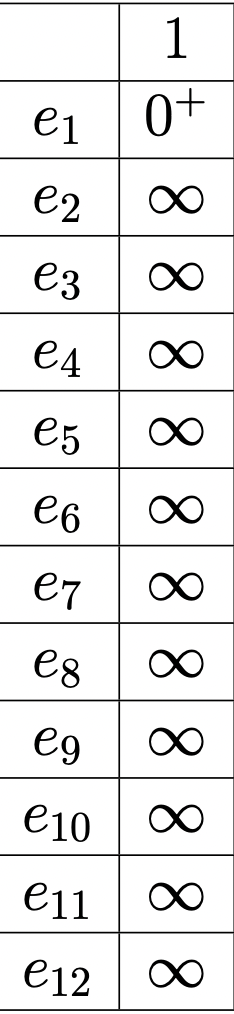 1
e₁ 0⁺
e₂ ∞
e₃ ∞
e₄ ∞
e₅ ∞
e₆ ∞
e₇ ∞
e₈ ∞
e₉ ∞
e₁₀ ∞
e₁₁ ∞
e₁₂ ∞